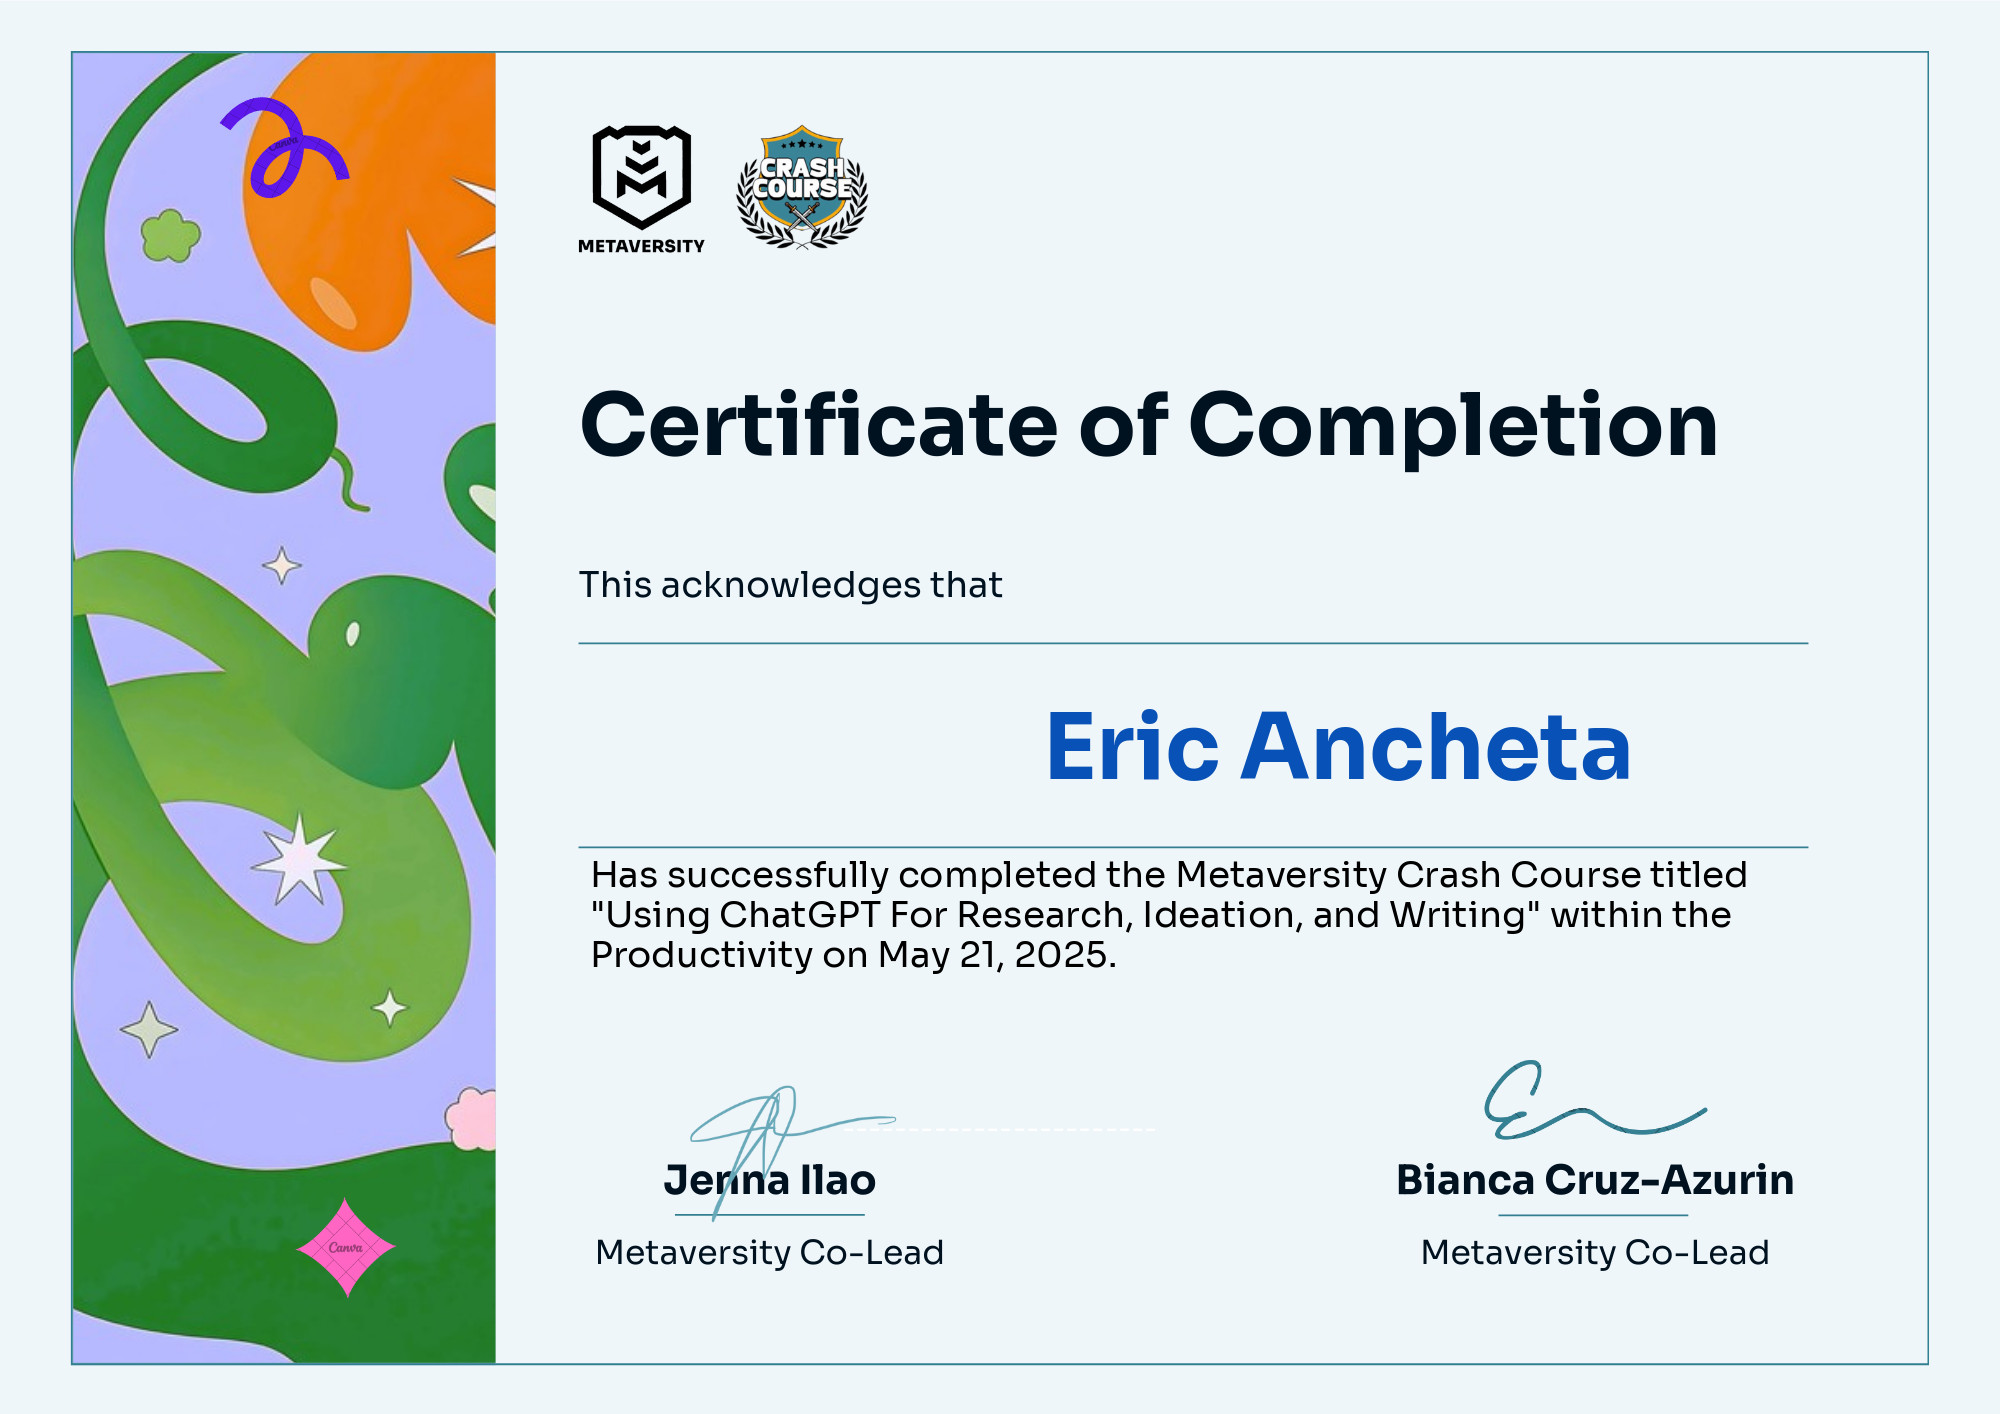 Canva
METAVERSITY
CRASH
COURSE
Certificate of Completion
This acknowledges that
Eric Ancheta
Has successfully completed the Metaversity Crash Course titled
"Using ChatGPT For Research, Ideation, and Writing" within the
Productivity on May 21, 2025.
Jenna Ilao
Metaversity Co-Lead
Bianca Cruz-Azurin
Metaversity Co-Lead
Canva